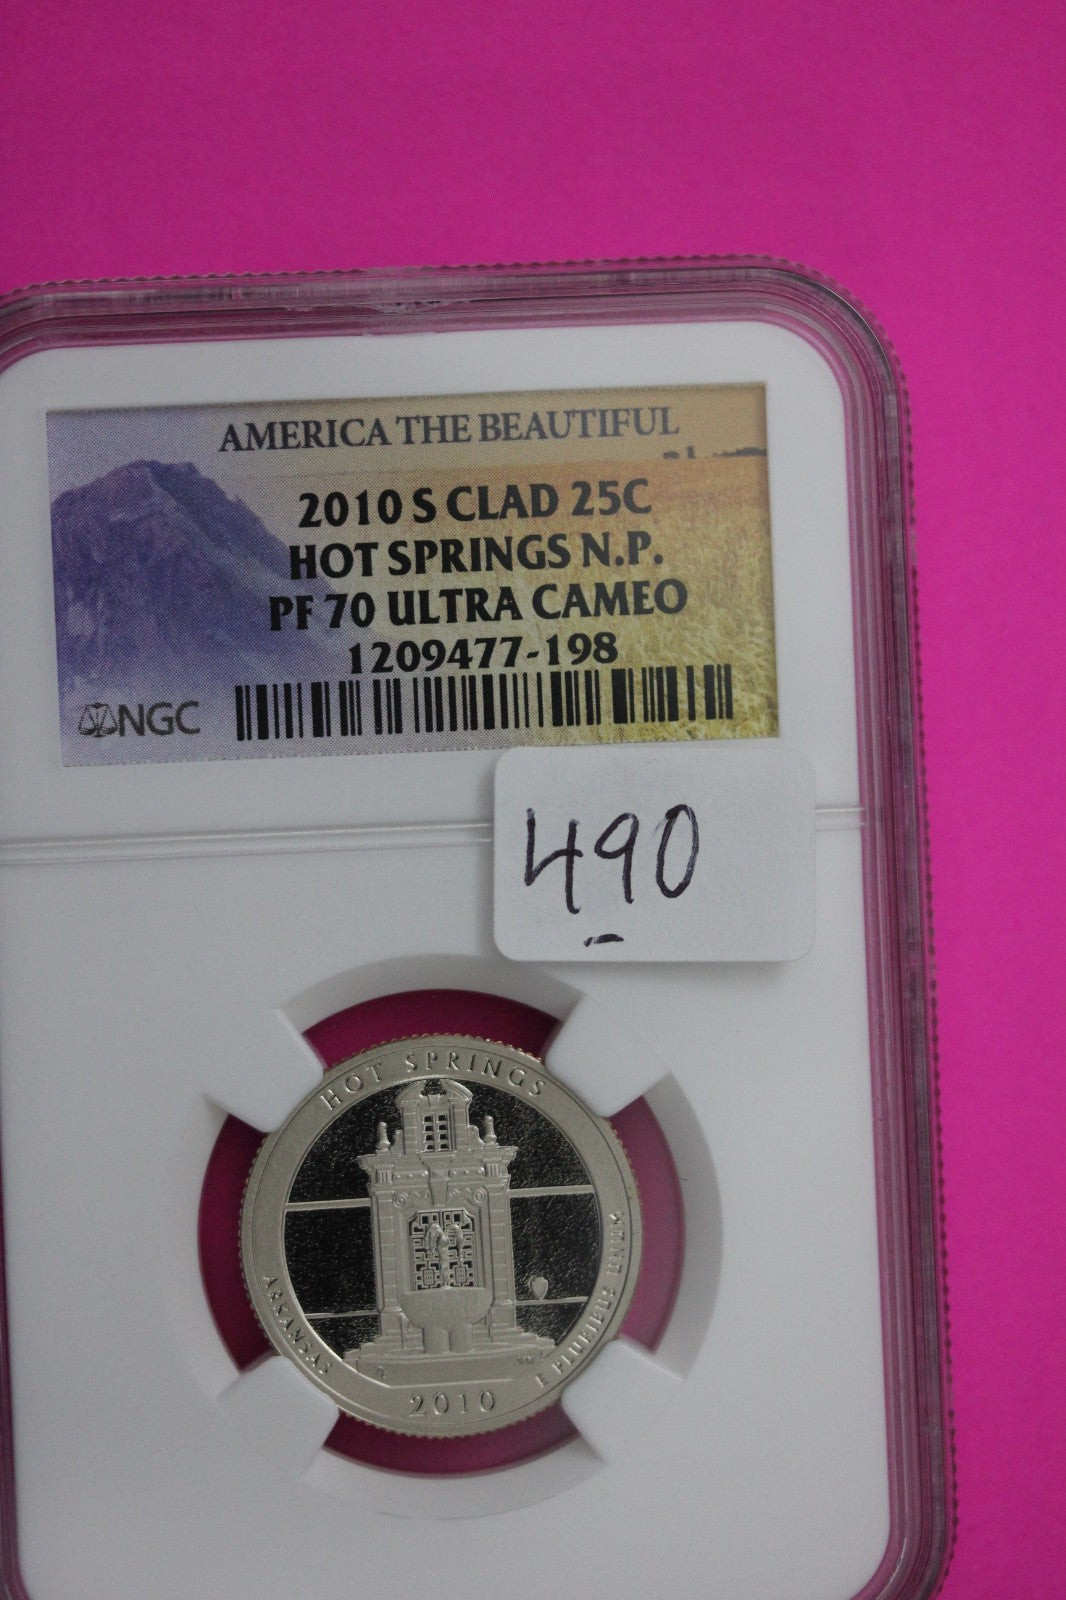 AMERICA THE BEAUTIFUL
2010 S CLAD 25C
HOT SPRINGS N.P.
PF 70 ULTRA CAMEO
1209477-198
NGC
490
HOT SPRINGS
ARKANSAS
2010
E PLURIBUS UNUM